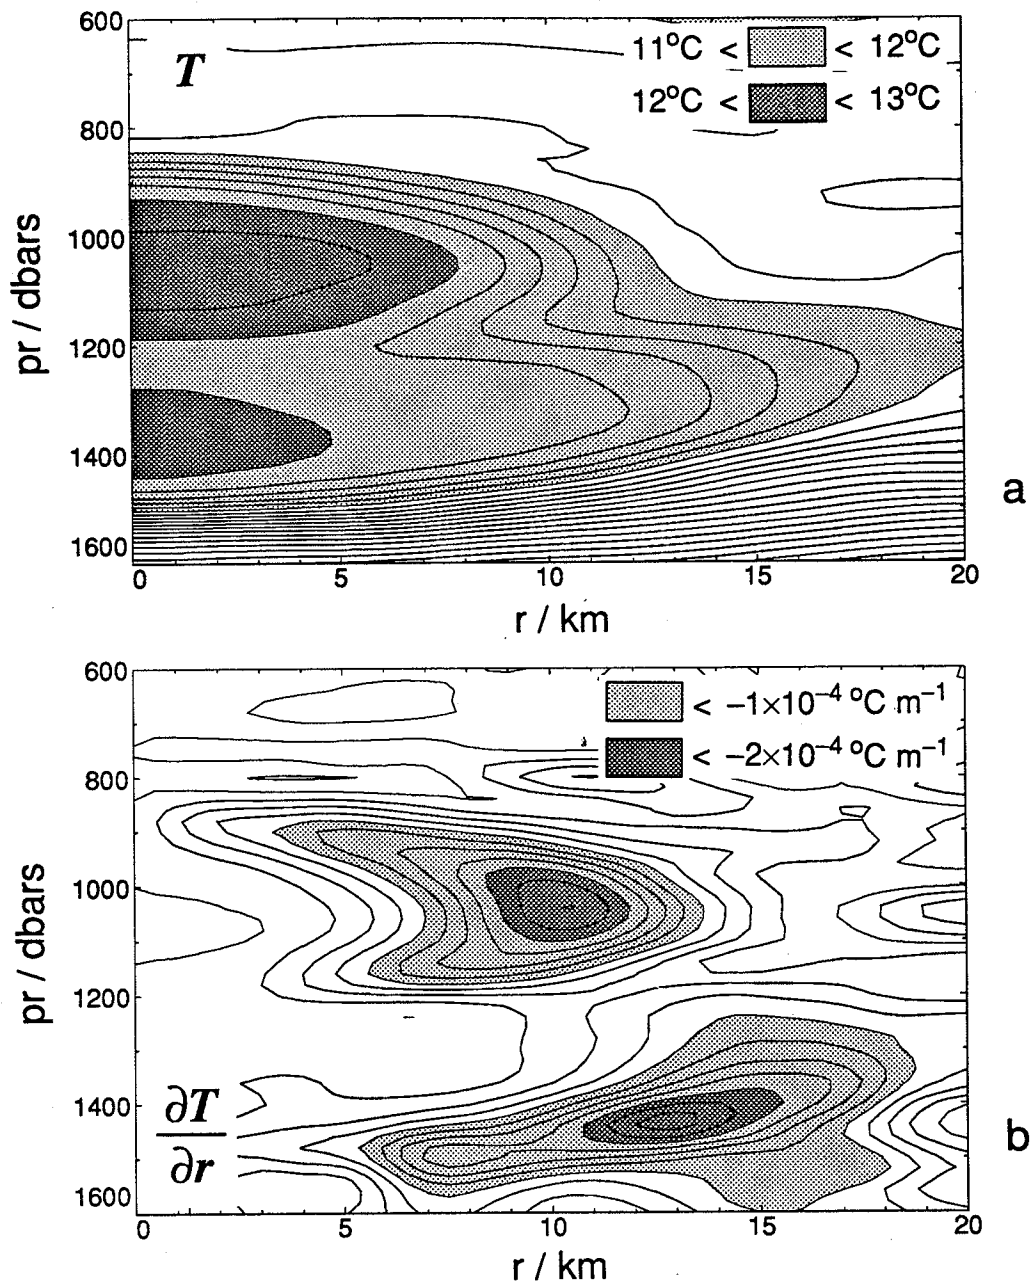 600
T
11°C < < 12°C
12°C < < 13°C
800
1000
1200
1400
1600
pr / dbars
0 5 10 15 20
r / km
a
600
< −1×10⁻⁴ °C m⁻¹
< −2×10⁻⁴ °C m⁻¹
800
1000
1200
1400
1600
pr / dbars
∂T
∂r
0 5 10 15 20
r / km
b